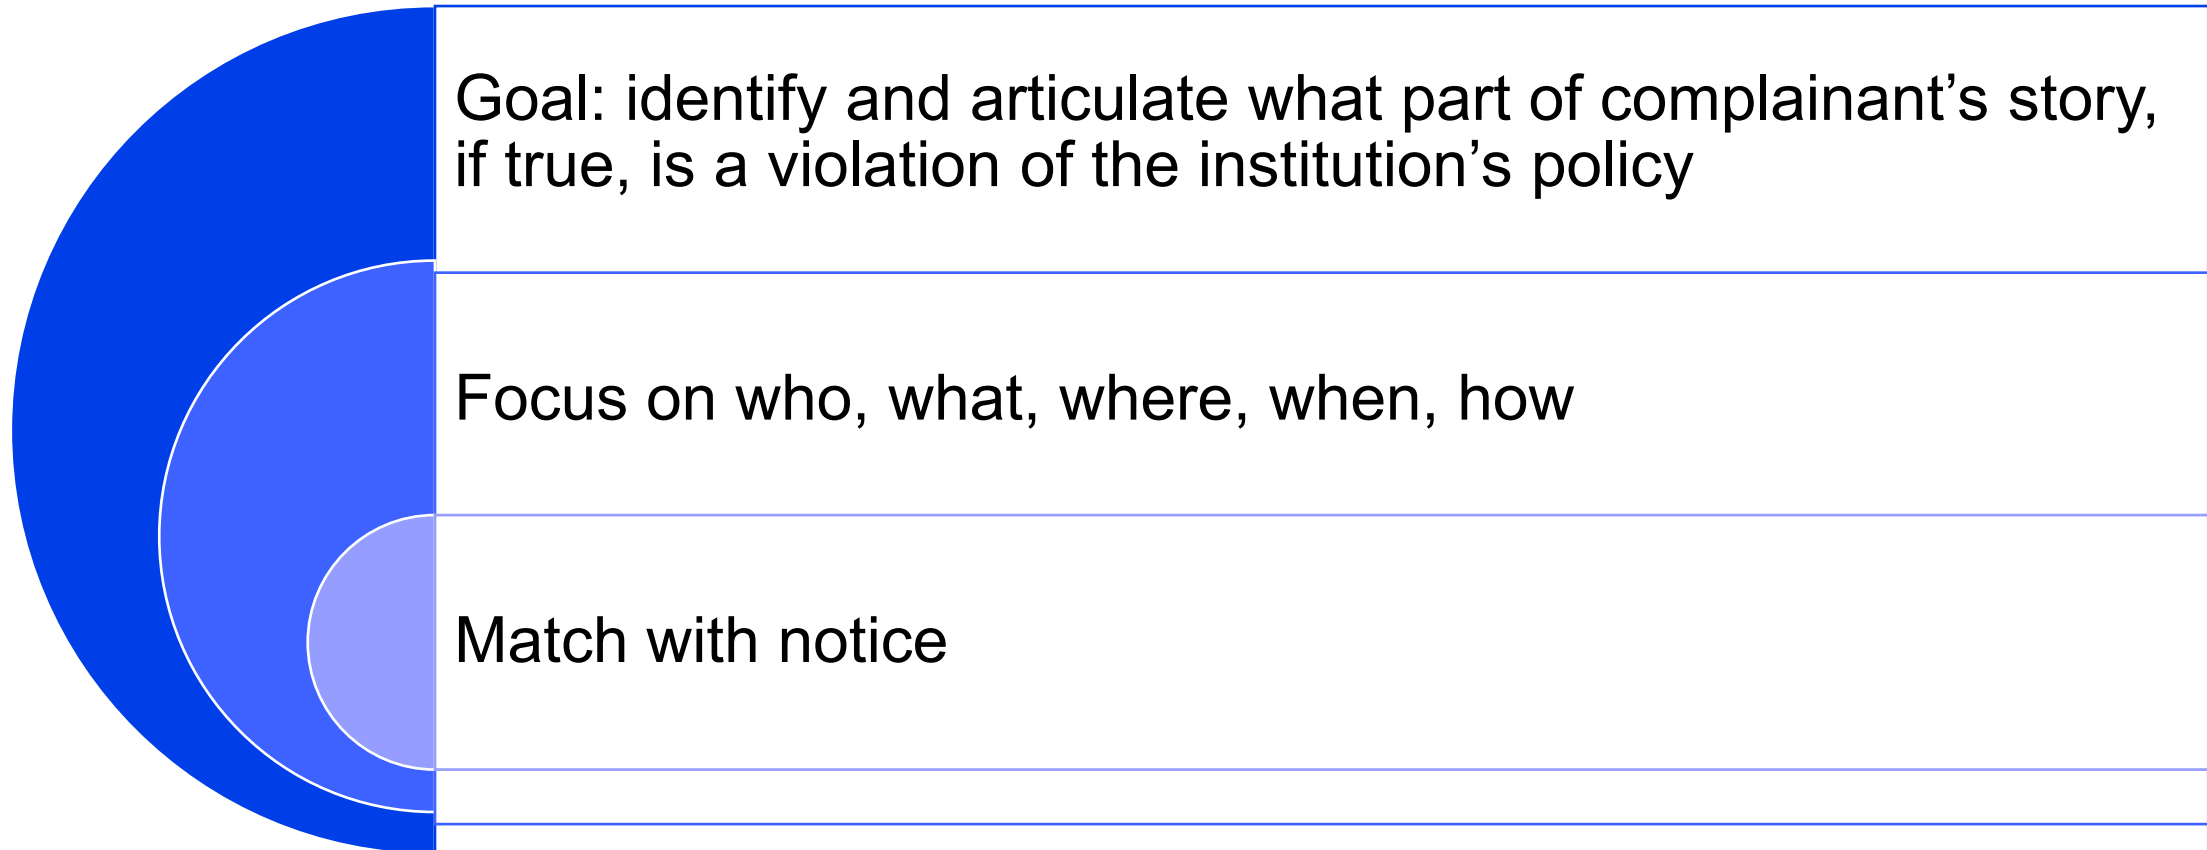 Goal: identify and articulate what part of complainant’s story,
if true, is a violation of the institution’s policy
Focus on who, what, where, when, how
Match with notice